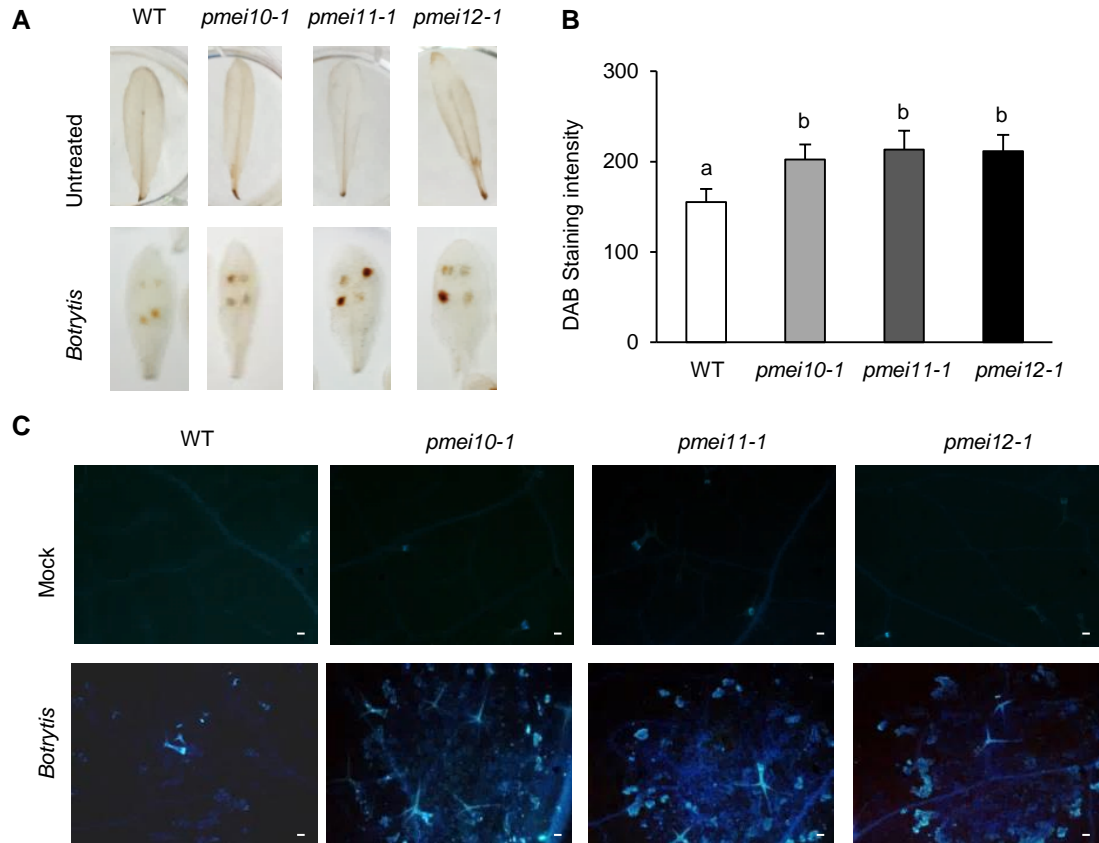 A
WT pmei10-1 pmei11-1 pmei12-1
Untreated
Botrytis
B
DAB Staining intensity
300
200
100
0
a
b
b
b
WT pmei10-1 pmei11-1 pmei12-1
C
WT pmei10-1 pmei11-1 pmei12-1
Mock
Botrytis